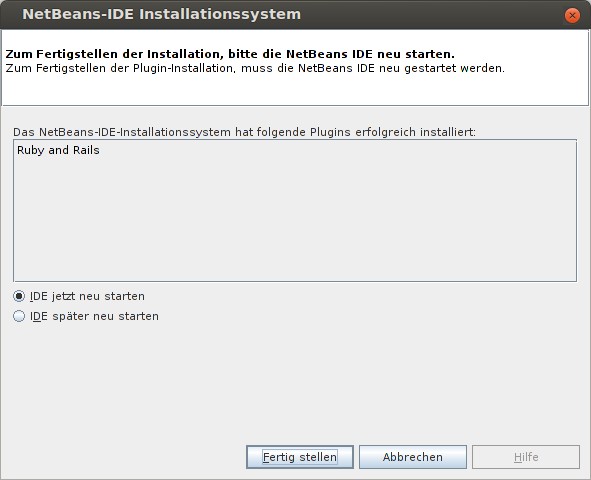 NetBeans-IDE Installationssystem
Zum Fertigstellen der Installation, bitte die NetBeans IDE neu starten.
Zum Fertigstellen der Plugin-Installation, muss die NetBeans IDE neu gestartet werden.
Das NetBeans-IDE-Installationssystem hat folgende Plugins erfolgreich installiert:
Ruby and Rails
IDE jetzt neu starten
IDE später neu starten
Fertig stellen Abbrechen Hilfe